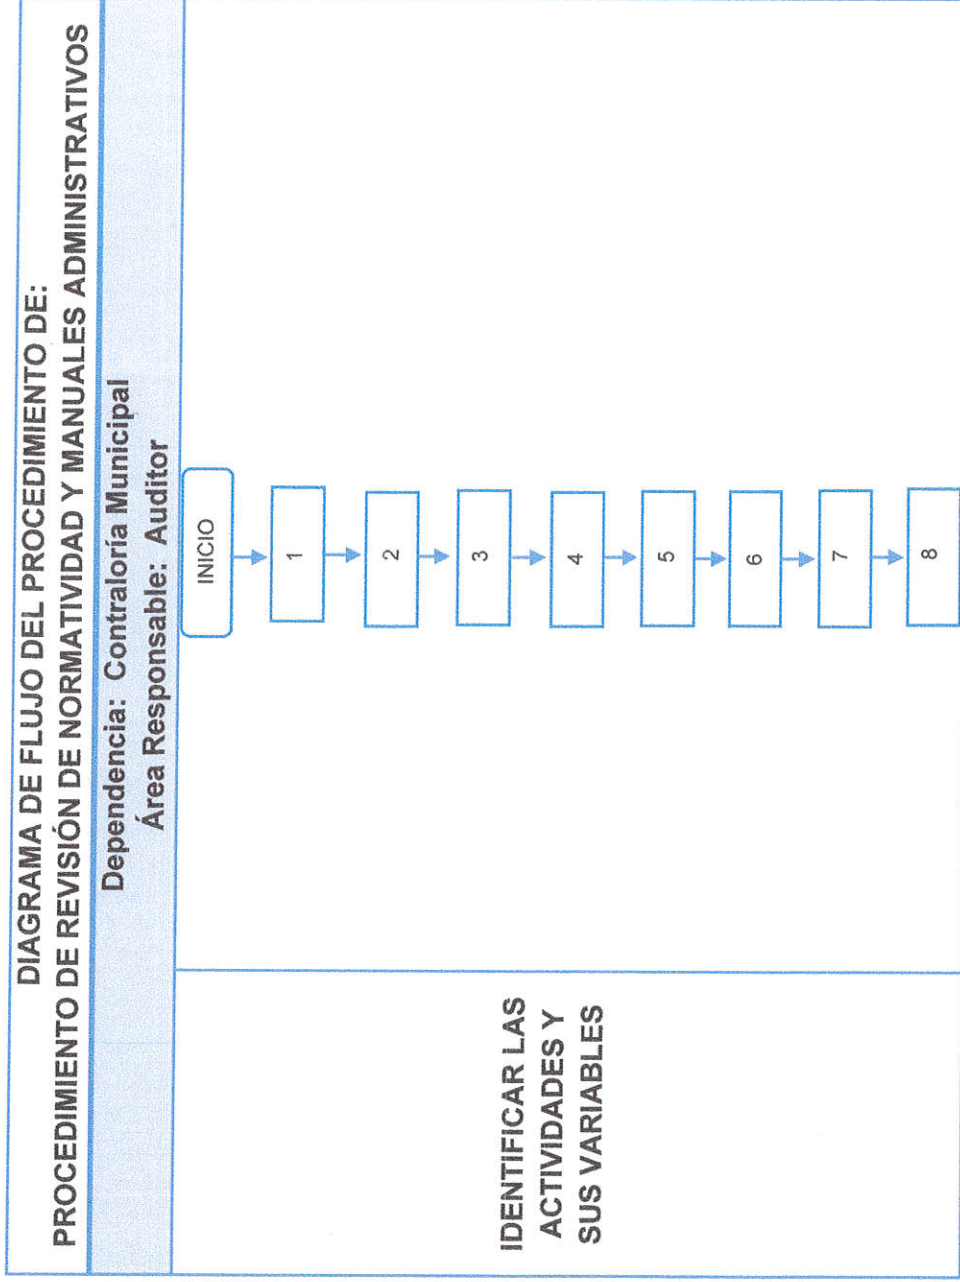 DIAGRAMA DE FLUJO DEL PROCEDIMIENTO DE:
PROCEDIMIENTO DE REVISIÓN DE NORMATIVIDAD Y MANUALES ADMINISTRATIVOS
Dependencia: Contraloría Municipal
Área Responsable: Auditor
IDENTIFICAR LAS
ACTIVIDADES Y
SUS VARIABLES
INICIO
1
2
3
4
5
6
7
8